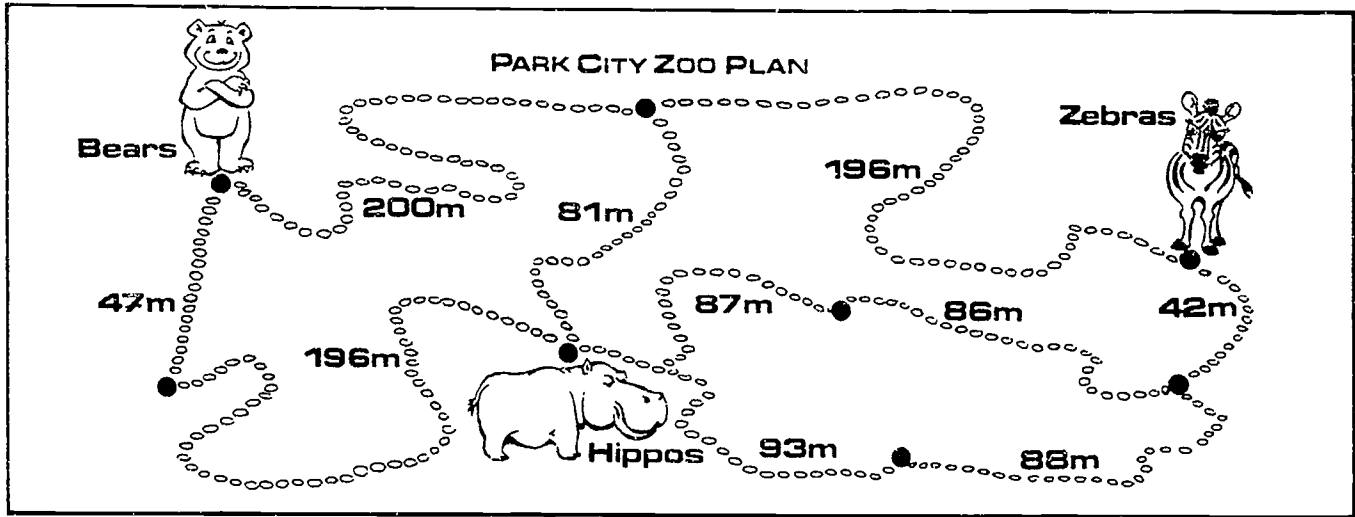 PARK CITY ZOO PLAN
Bears
Zebras
200m
81m
196m
47m
196m
87m
86m
42m
Hippos
93m
88m